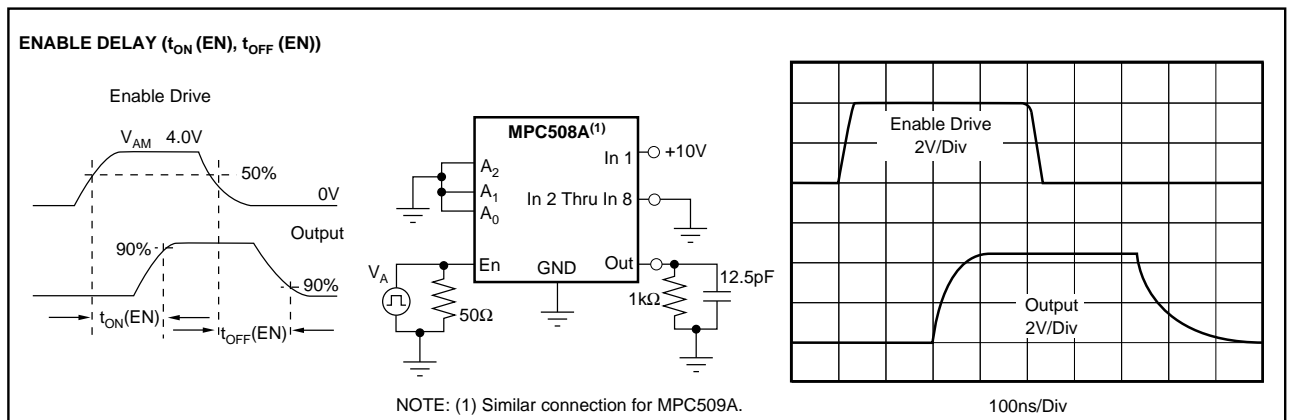 ENABLE DELAY (tON (EN), tOFF (EN))
Enable Drive
VAM 4.0V
50%
0V
Output
90%
90%
tON(EN)
tOFF(EN)
MPC508A(1)
In 1
+10V
A2
A1
A0
In 2 Thru In 8
En
GND
Out
VA
50Ω
1kΩ
12.5pF
NOTE: (1) Similar connection for MPC509A.
Enable Drive
2V/Div
Output
2V/Div
100ns/Div